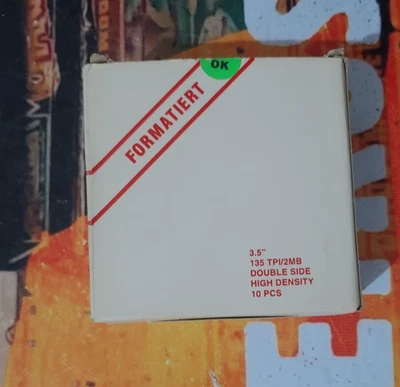 OK
FORMATIERT
3.5"
135 TPI/2MB
DOUBLE SIDE
HIGH DENSITY
10 PCS